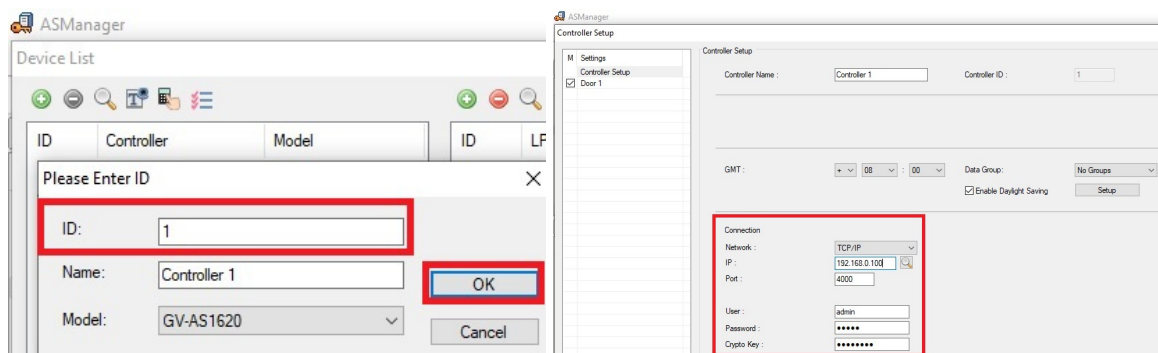 ASManager
Device List
ID Controller Model ID
Please Enter ID
ID: 1
Name: Controller 1
OK
Model: GV-AS1620
Cancel
ASManager
Controller Setup
M Settings
Controller Setup
Door 1
Controller Setup
Controller Name : Controller 1 Controller ID : 1
GMT : + 08 : 00 Data Group: No Groups
Enable Daylight Saving Setup
Connection
Network : TCP/IP
IP : 192.168.0.100
Port : 4000
User : admin
Password : •••••
Crypto Key : ••••••••